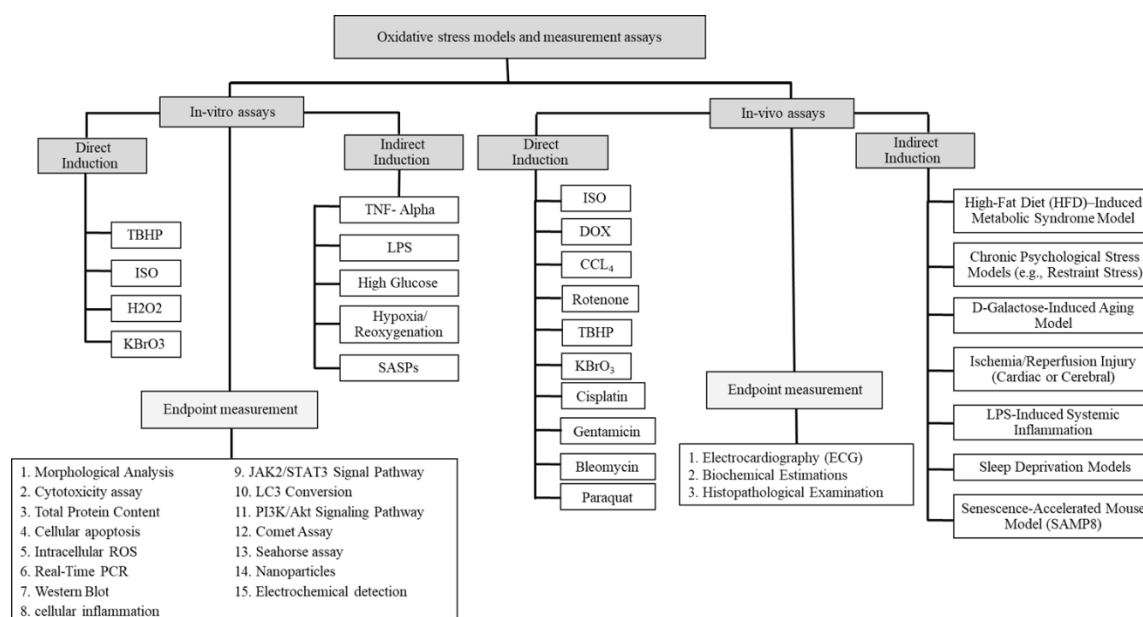 Oxidative stress models and measurement assays
In-vitro assays
Direct
Induction
TBHP
ISO
H2O2
KBrO3
Indirect
Induction
TNF- Alpha
LPS
High Glucose
Hypoxia/
Reoxygenation
SASPs
Endpoint measurement
1. Morphological Analysis
2. Cytotoxicity assay
3. Total Protein Content
4. Cellular apoptosis
5. Intracellular ROS
6. Real-Time PCR
7. Western Blot
8. cellular inflammation
9. JAK2/STAT3 Signal Pathway
10. LC3 Conversion
11. PI3K/Akt Signaling Pathway
12. Comet Assay
13. Seahorse assay
14. Nanoparticles
15. Electrochemical detection
In-vivo assays
Direct
Induction
ISO
DOX
CCL₄
Rotenone
TBHP
KBrO₃
Cisplatin
Gentamicin
Bleomycin
Paraquat
Endpoint measurement
1. Electrocardiography (ECG)
2. Biochemical Estimations
3. Histopathological Examination
Indirect
Induction
High-Fat Diet (HFD)–Induced
Metabolic Syndrome Model
Chronic Psychological Stress
Models (e.g., Restraint Stress)
D-Galactose-Induced Aging
Model
Ischemia/Reperfusion Injury
(Cardiac or Cerebral)
LPS-Induced Systemic
Inflammation
Sleep Deprivation Models
Senescence-Accelerated Mouse
Model (SAMP8)